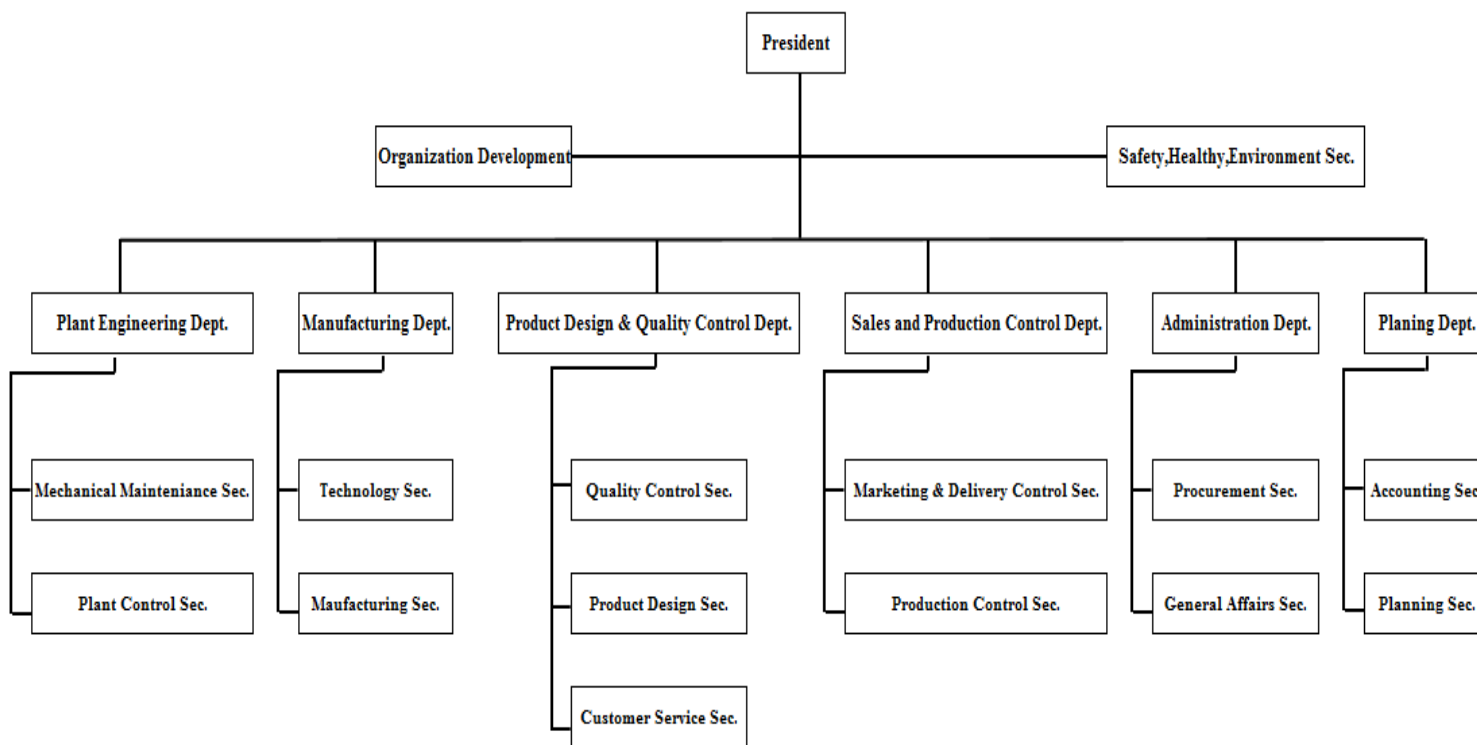 President
Organization Development
Safety,Healthy,Environment Sec.
Plant Engineering Dept.
Manufacturing Dept.
Product Design & Quality Control Dept.
Sales and Production Control Dept.
Administration Dept.
Planing Dept.
Mechanical Mainteniance Sec.
Technology Sec.
Quality Control Sec.
Marketing & Delivery Control Sec.
Procurement Sec.
Accounting Sec
Plant Control Sec.
Maufacturing Sec.
Product Design Sec.
Production Control Sec.
General Affairs Sec.
Planning Sec.
Customer Service Sec.